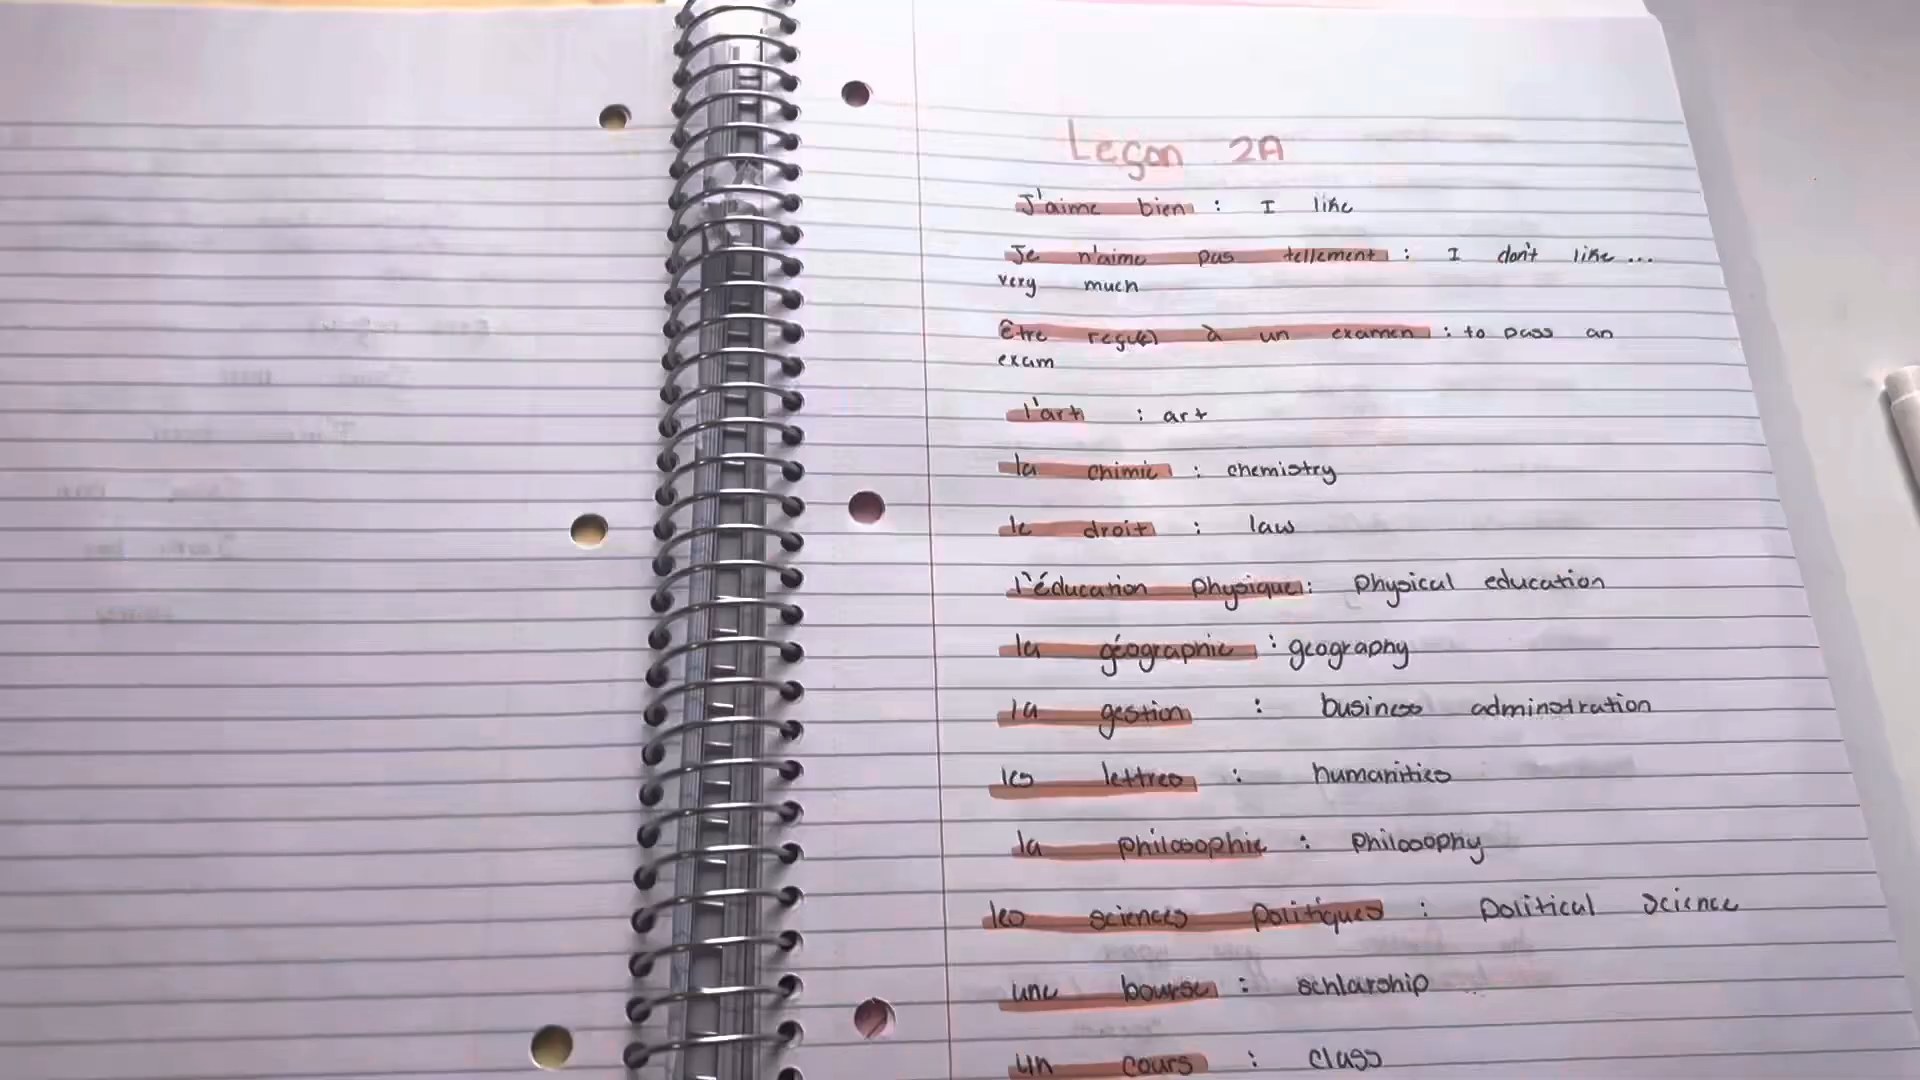 Leçon 2A
J'aime bien : I like
Je n'aime pas tellement : I don't like ...
very much
être reçu(e) à un examen : to pass an
exam
l'art : art
la chimie : chemistry
le droit : law
l'éducation physique : physical education
la géographie : geography
la gestion : business adminstration
les lettres : humanities
la philosophie : philosophy
les sciences politiques : political science
une bourse : schlarship
un cours : class